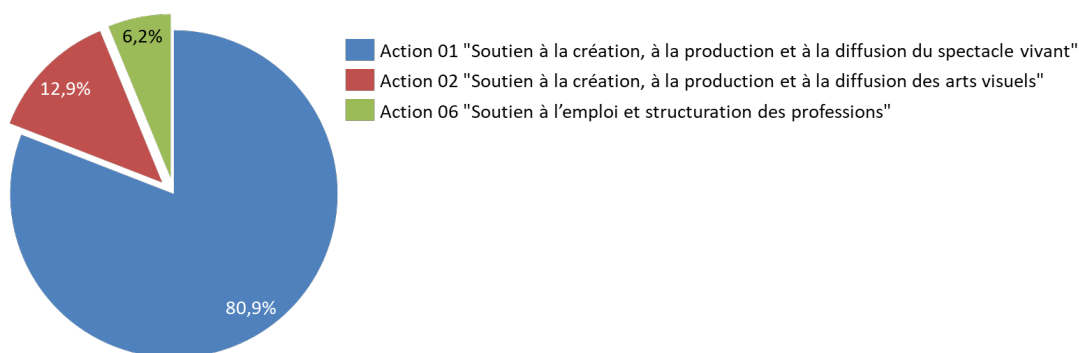 6,2%
12,9%
80,9%
Action 01 "Soutien à la création, à la production et à la diffusion du spectacle vivant"
Action 02 "Soutien à la création, à la production et à la diffusion des arts visuels"
Action 06 "Soutien à l’emploi et structuration des professions"